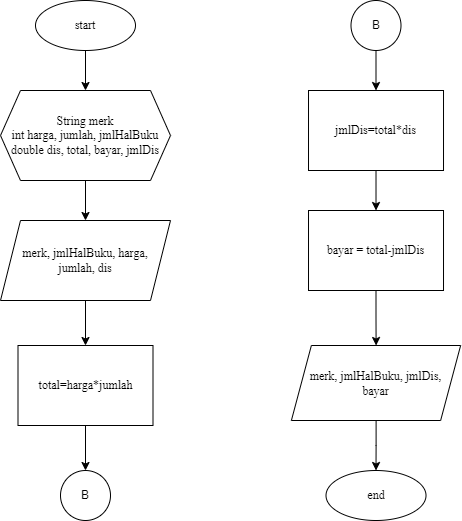 start
String merk
int harga, jumlah, jmlHalBuku
double dis, total, bayar, jmlDis
merk, jmlHalBuku, harga,
jumlah, dis
total=harga*jumlah
B
B
jmlDis=total*dis
bayar = total-jmlDis
merk, jmlHalBuku, jmlDis,
bayar
end